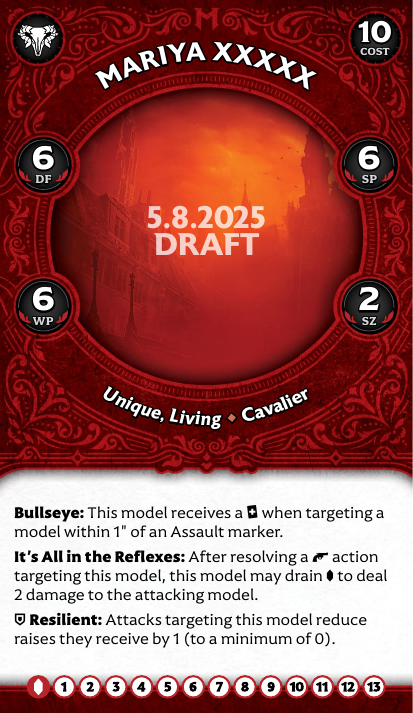 MARIYA XXXXX
10
COST
6
DF
6
SP
5.8.2025
DRAFT
6
WP
2
SZ
Unique, Living ♦ Cavalier
Bullseye: This model receives a when targeting a
model within 1" of an Assault marker.
It's All in the Reflexes: After resolving a action
targeting this model, this model may drain to deal
2 damage to the attacking model.
Resilient: Attacks targeting this model reduce
raises they receive by 1 (to a minimum of 0).
1 2 3 4 5 6 7 8 9 10 11 12 13